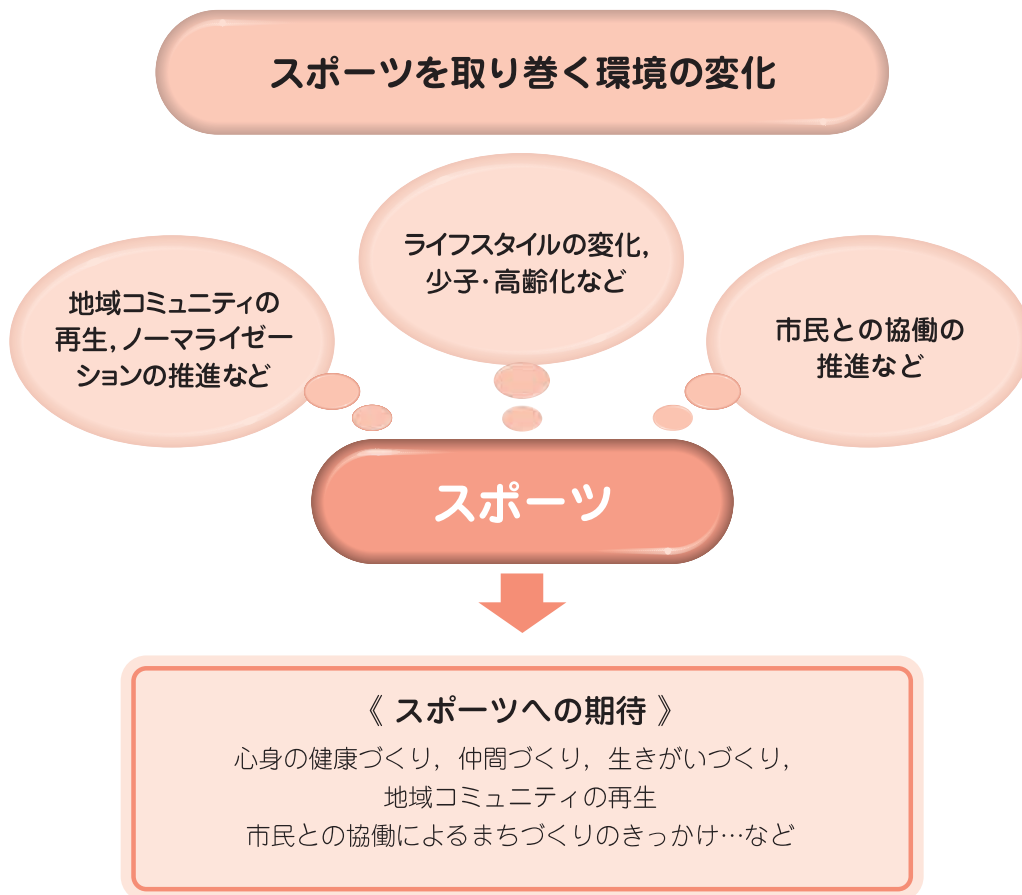 スポーツを取り巻く環境の変化
ライフスタイルの変化,
少子・高齢化など
地域コミュニティの
再生,ノーマライゼー
ションの推進など
市民との協働の
推進など
スポーツ
《 スポーツへの期待 》
心身の健康づくり,仲間づくり,生きがいづくり,
地域コミュニティの再生
市民との協働によるまちづくりのきっかけ…など